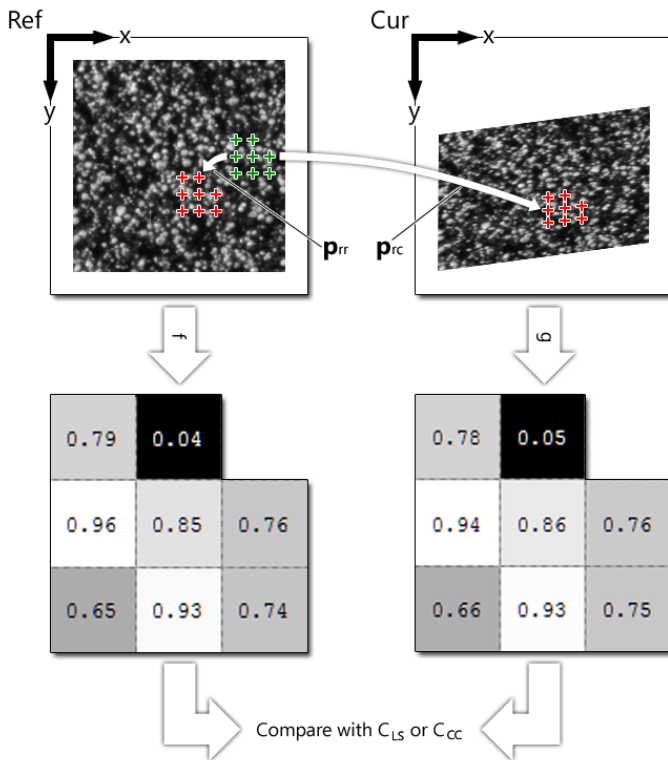 Ref
Cur
x
x
y
y
p_rr
p_rc
f
g
0.79 0.04
0.96 0.85 0.76
0.65 0.93 0.74
0.78 0.05
0.94 0.86 0.76
0.66 0.93 0.75
Compare with C_LS or C_CC